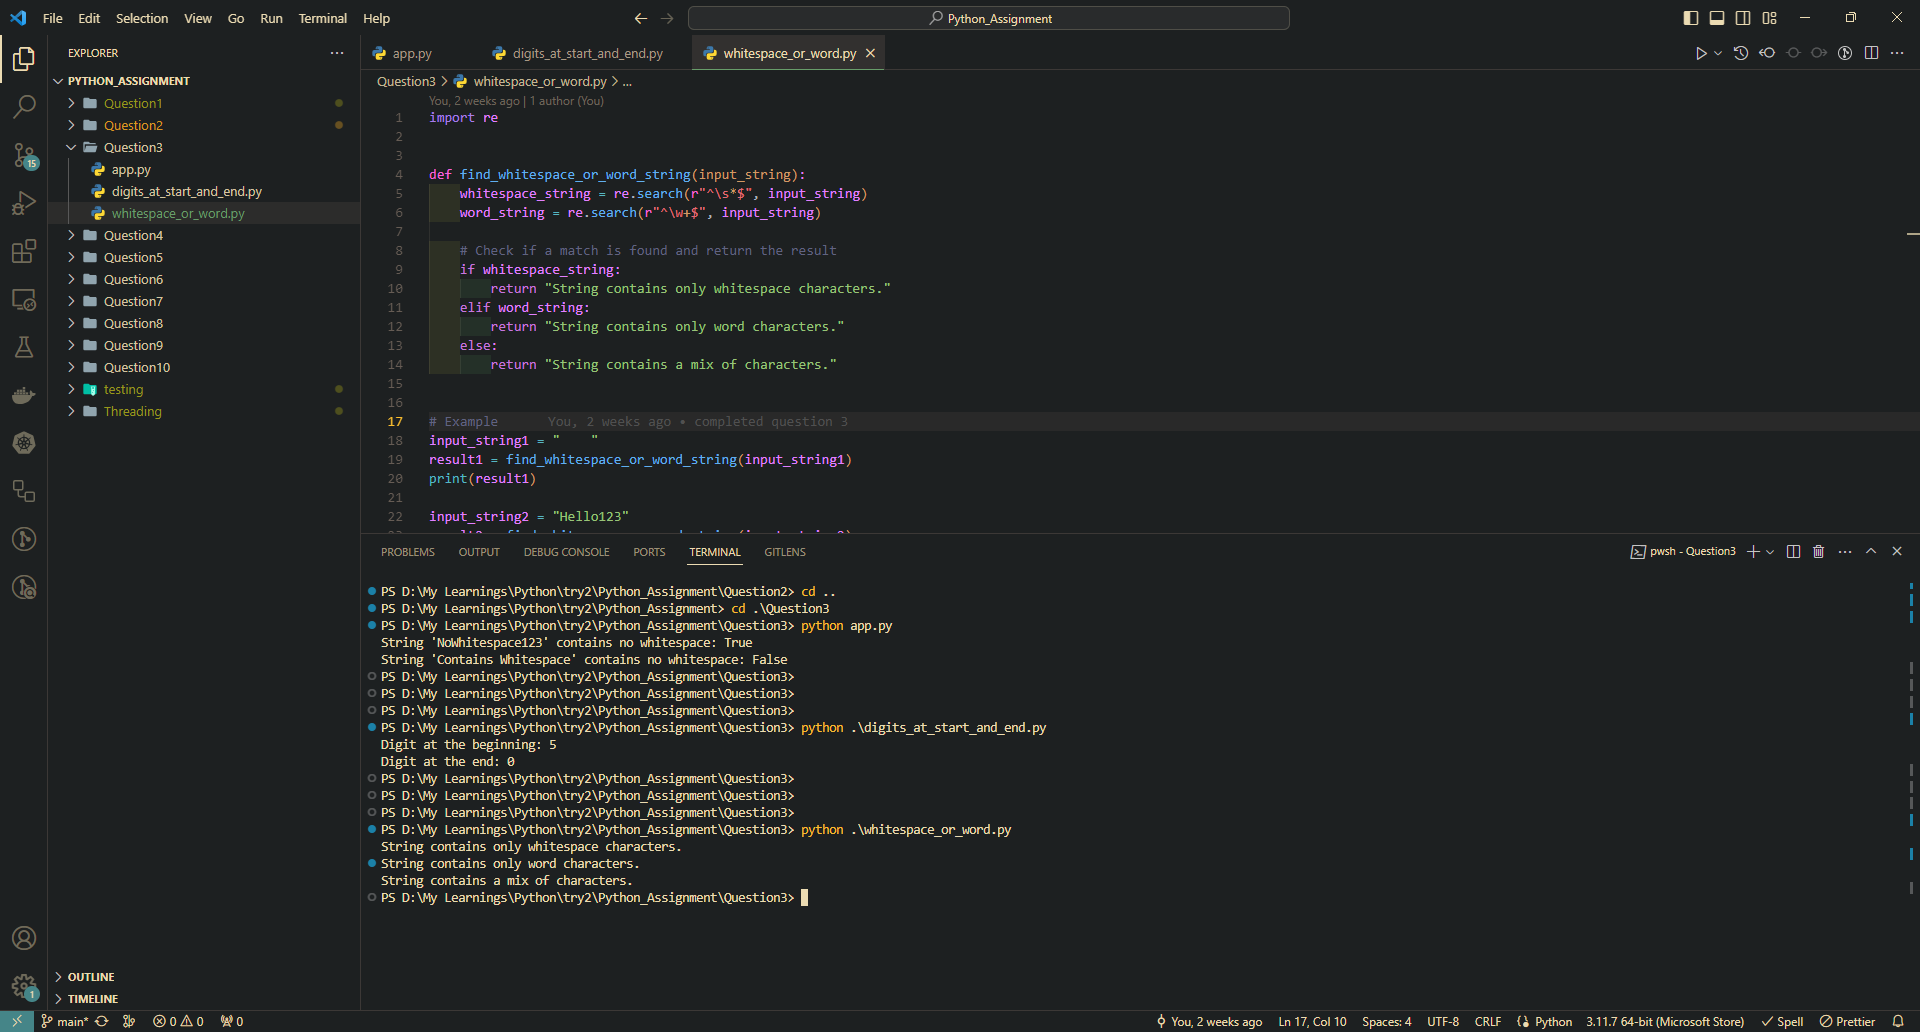 File Edit Selection View Go Run Terminal Help
Python_Assignment
EXPLORER
PYTHON_ASSIGNMENT
Question1
Question2
Question3
app.py
digits_at_start_and_end.py
whitespace_or_word.py
Question4
Question5
Question6
Question7
Question8
Question9
Question10
testing
Threading
OUTLINE
TIMELINE
15
1
app.py digits_at_start_and_end.py whitespace_or_word.py
Question3 > whitespace_or_word.py > ...
You, 2 weeks ago | 1 author (You)
1 import re
2
3
4 def find_whitespace_or_word_string(input_string):
5 whitespace_string = re.search(r"^\s*$", input_string)
6 word_string = re.search(r"^\w+$", input_string)
7
8 # Check if a match is found and return the result
9 if whitespace_string:
10 return "String contains only whitespace characters."
11 elif word_string:
12 return "String contains only word characters."
13 else:
14 return "String contains a mix of characters."
15
16
17 # Example You, 2 weeks ago • completed question 3
18 input_string1 = "    "
19 result1 = find_whitespace_or_word_string(input_string1)
20 print(result1)
21
22 input_string2 = "Hello123"
PROBLEMS OUTPUT DEBUG CONSOLE PORTS TERMINAL GITLENS
pwsh - Question3
PS D:\My Learnings\Python\try2\Python_Assignment\Question2> cd ..
PS D:\My Learnings\Python\try2\Python_Assignment> cd .\Question3
PS D:\My Learnings\Python\try2\Python_Assignment\Question3> python app.py
String 'NoWhitespace123' contains no whitespace: True
String 'Contains Whitespace' contains no whitespace: False
PS D:\My Learnings\Python\try2\Python_Assignment\Question3>
PS D:\My Learnings\Python\try2\Python_Assignment\Question3>
PS D:\My Learnings\Python\try2\Python_Assignment\Question3>
PS D:\My Learnings\Python\try2\Python_Assignment\Question3> python .\digits_at_start_and_end.py
Digit at the beginning: 5
Digit at the end: 0
PS D:\My Learnings\Python\try2\Python_Assignment\Question3>
PS D:\My Learnings\Python\try2\Python_Assignment\Question3>
PS D:\My Learnings\Python\try2\Python_Assignment\Question3>
PS D:\My Learnings\Python\try2\Python_Assignment\Question3> python .\whitespace_or_word.py
String contains only whitespace characters.
String contains only word characters.
String contains a mix of characters.
PS D:\My Learnings\Python\try2\Python_Assignment\Question3>
main* 0 0 0 You, 2 weeks ago Ln 17, Col 10 Spaces: 4 UTF-8 CRLF Python 3.11.7 64-bit (Microsoft Store) Spell Prettier